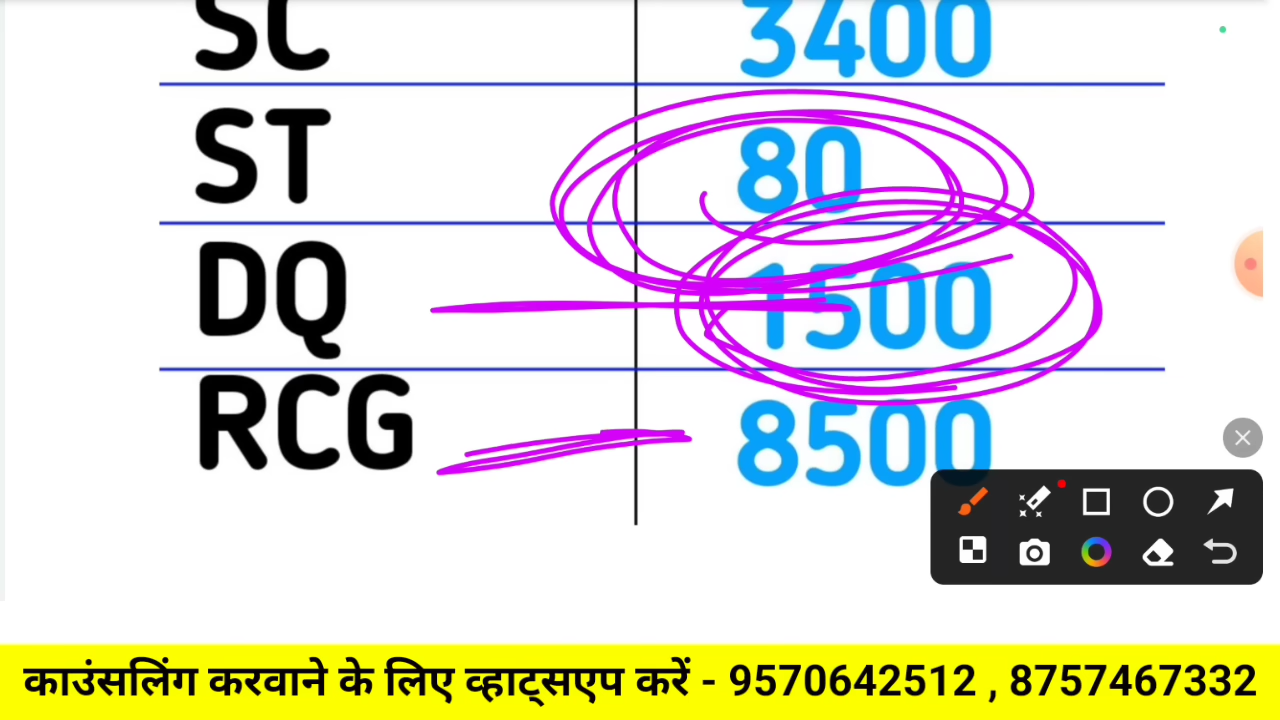 SC 3400
ST 80
DQ 1500
RCG 8500
काउंसलिंग करवाने के लिए व्हाट्सएप करें - 9570642512 , 8757467332